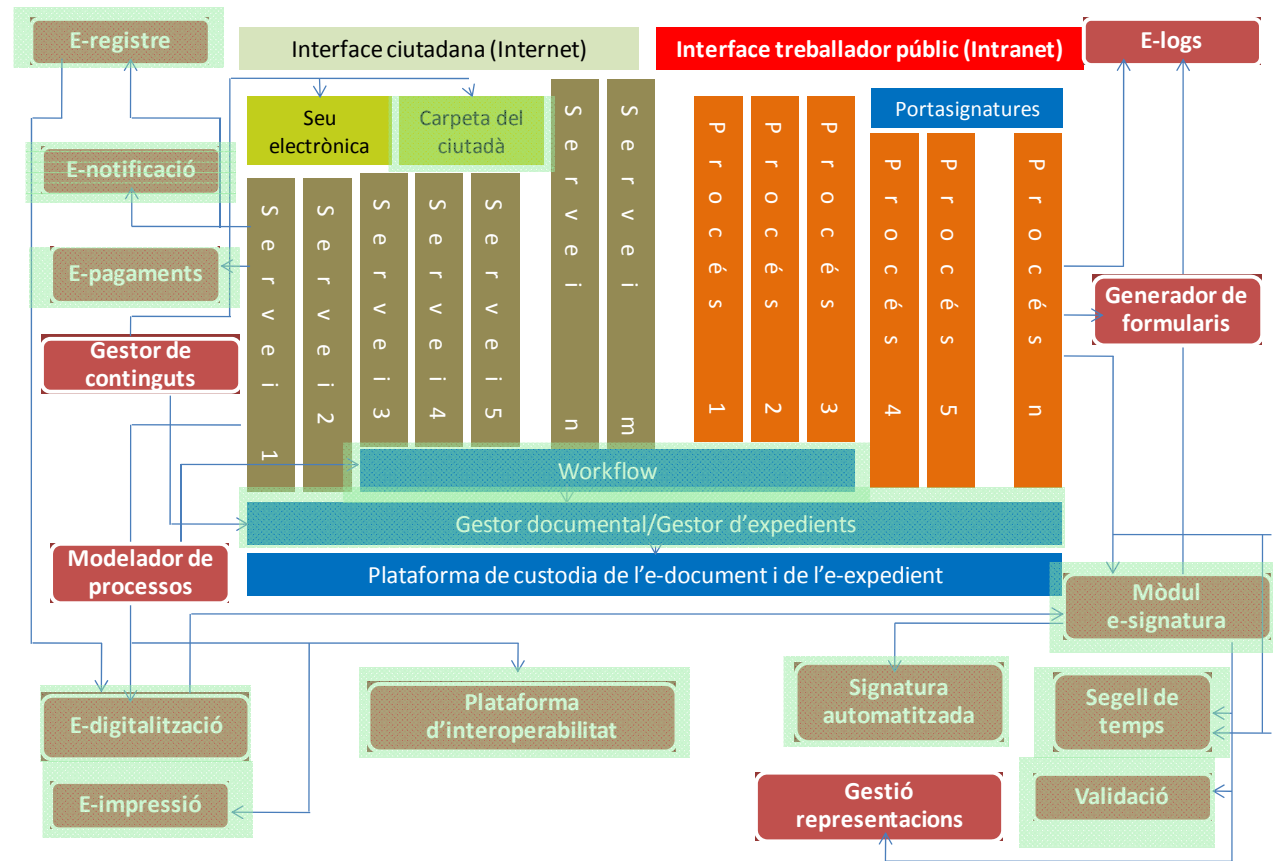 E-registre
Interface ciutadana (Internet)
Interface treballador públic (Intranet)
E-logs
Seu
electrònica
Carpeta del
ciutadà
Portasignatures
E-notificació
E-pagaments
Gestor de
continguts
Servei 1
Servei 2
Servei 3
Servei 4
Servei 5
Servei n
Servei m
Procés 1
Procés 2
Procés 3
Procés 4
Procés 5
Procés n
Generador de
formularis
Workflow
Gestor documental/Gestor d'expedients
Plataforma de custodia de l'e-document i de l'e-expedient
Modelador de
processos
Mòdul
e-signatura
E-digitalització
Plataforma
d'interoperabilitat
Signatura
automatitzada
Segell de
temps
E-impressió
Gestió
representacions
Validació